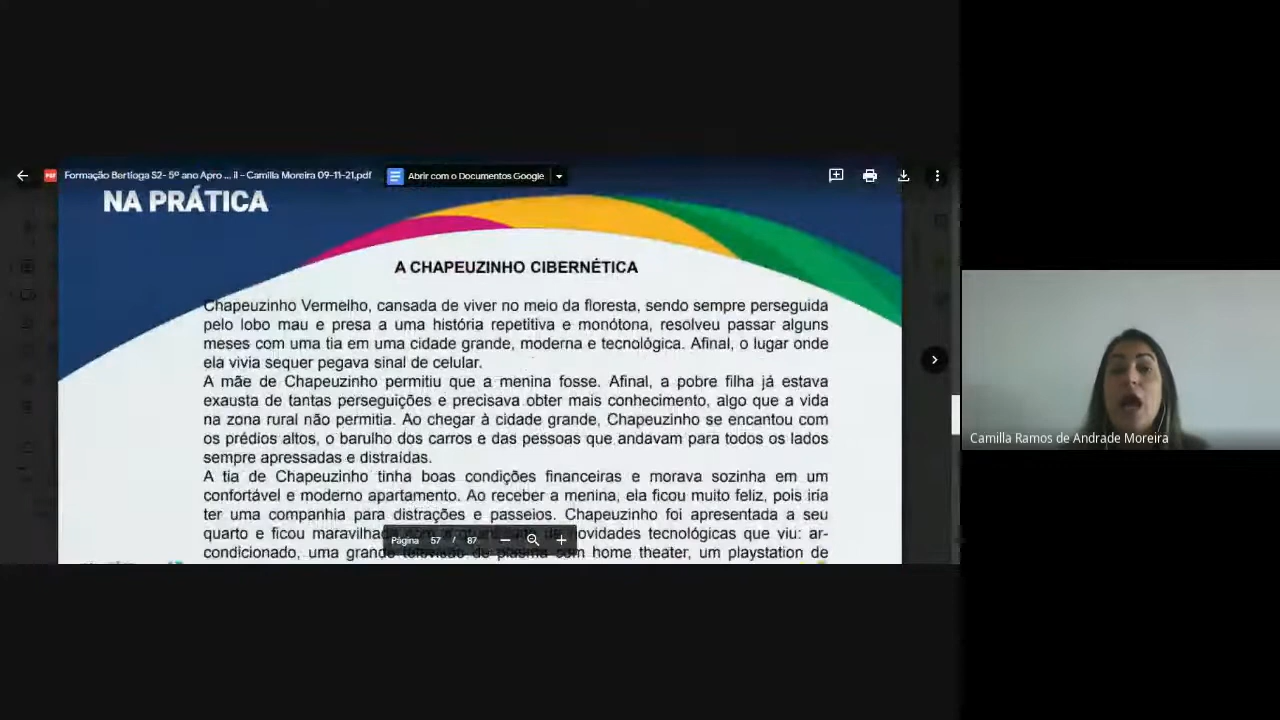 Formação Bertioga S2- 5º ano Apro ... il - Camilla Moreira 09-11-21.pdf
Abrir com o Documentos Google
NA PRÁTICA
A CHAPEUZINHO CIBERNÉTICA
Chapeuzinho Vermelho, cansada de viver no meio da floresta, sendo sempre perseguida
pelo lobo mau e presa a uma história repetitiva e monótona, resolveu passar alguns
meses com uma tia em uma cidade grande, moderna e tecnológica. Afinal, o lugar onde
ela vivia sequer pegava sinal de celular.
A mãe de Chapeuzinho permitiu que a menina fosse. Afinal, a pobre filha já estava
exausta de tantas perseguições e precisava obter mais conhecimento, algo que a vida
na zona rural não permitia. Ao chegar à cidade grande, Chapeuzinho se encantou com
os prédios altos, o barulho dos carros e das pessoas que andavam para todos os lados
sempre apressadas e distraídas.
A tia de Chapeuzinho tinha boas condições financeiras e morava sozinha em um
confortável e moderno apartamento. Ao receber a menina, ela ficou muito feliz, pois iria
ter uma companhia para distrações e passeios. Chapeuzinho foi apresentada a seu
quarto e ficou maravilhada novidades tecnológicas que viu: ar-
condicionado, uma grande televisão de plasma com home theater, um playstation de
Página 57 / 87
Camilla Ramos de Andrade Moreira